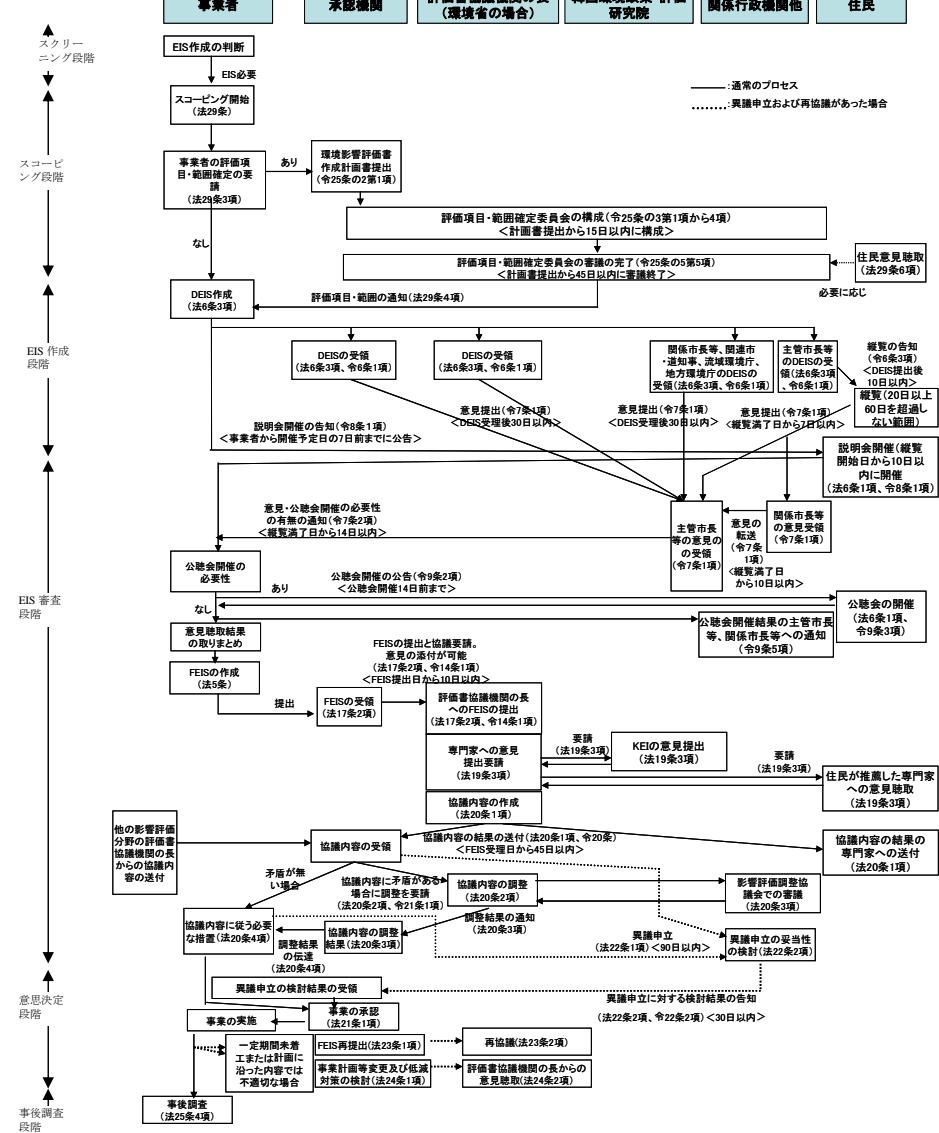 事業者
承認機関
(環境省の場合)
研究院
関係行政機関他
住民
スクリー
ニング段階
EIS作成の判断
EIS必要
スコーピング開始
(法29条)
:通常のプロセス
:異議申立および再協議があった場合
スコーピ
ング段階
事業者の評価項
目・範囲確定の要
請
(法29条3項)
あり
環境影響評価書
作成計画書提出
(令25条の2第1項)
評価項目・範囲確定委員会の構成(令25条の3第1項から4項)
<計画書提出から15日以内に構成>
なし
評価項目・範囲確定委員会の審議の完了(令25条の5第5項)
<計画書提出から45日以内に審議終了>
住民意見聴取
(法29条6項)
必要に応じ
DEIS作成
(法6条3項)
評価項目・範囲の通知(法29条4項)
EIS 作成
段階
DEISの受領
(法6条3項、令6条1項)
DEISの受領
(法6条3項、令6条1項)
関係市長等、関連市
・道知事、流域環境庁、
地方環境庁のDEISの
受領(法6条3項、令6条1項)
主管市長等
のDEISの受
領(法6条3項
、令6条1項)
縦覧の告知
(令6条3項)
<DEIS提出後
10日以内>
縦覧(20日以上
60日を超過し
ない範囲)
説明会開催の告知(令8条1項)
<事業者から開催予定日の7日前までに公告>
意見提出(令7条1項)
<DEIS受理後30日以内>
意見提出(令7条1項)
<DEIS受理後30日以内>
意見提出(令7条1項)
<縦覧満了日から7日以内>
説明会開催(縦覧
開始日から10日以
内に開催
(法6条1項、令8条1項)
意見・公聴会開催の必要性
の有無の通知(令7条2項)
<縦覧満了日から14日以内>
主管市長
等の意見の
の受領
(令7条1項)
意見の
転送
(令7条
1項)
<縦覧満了日
から10日以内>
関係市長等
の意見受領
(令7条1項)
EIS 審査
段階
公聴会開催の
必要性
あり
公聴会開催の公告(令9条2項)
<公聴会開催14日前まで>
なし
公聴会の開催
(法6条1項、
令9条3項)
意見聴取結果
の取りまとめ
公聴会開催結果の主管市長
等、関係市長等への通知
(令9条5項)
FEISの作成
(法5条)
FEISの提出と協議要請。
意見の添付が可能
(法17条2項、令14条1項)
<FEIS提出日から10日以内>
提出
FEISの受領
(法17条2項)
評価書協議機関の長
へのFEISの提出
(法17条2項、令14条1項)
専門家への意見
提出要請
(法19条3項)
要請
(法19条3項)
KEIの意見提出
(法19条3項)
要請
(法19条3項)
住民が推薦した専門家
への意見聴取
(法19条3項)
協議内容の作成
(法20条1項)
他の影響評価
分野の評価書
協議機関の長
からの協議内
容の送付
協議内容の受領
協議内容の結果の送付(法20条1項、令20条)
<FEIS受理日から45日以内>
協議内容の結果の
専門家への送付
(法20条1項)
矛盾が無
い場合
協議内容に矛盾がある
場合に調整を要請
(法20条2項、令21条1項)
協議内容の調整
(法20条2項)
影響評価調整協
議会での審議
(法20条3項)
協議内容に従う必要
な措置(法20条4項)
協議内容の調整
結果(法20条3項)
調整結果の通知
(法20条3項)
調整結果
の伝達
(法20条4項)
異議申立
(法22条1項)<90日以内>
異議申立の妥当性
の検討(法22条2項)
意思決定
段階
異議申立の検討結果の受領
異議申立に対する検討結果の告知
(法22条2項、令22条2項)<30日以内>
事業の承認
(法21条1項)
事業の実施
一定期間未着
工または計画に
沿った内容では
不適切な場合
FEIS再提出(法23条1項)
再協議(法23条2項)
事業計画等変更及び低減
対策の検討(法24条1項)
評価書協議機関の長からの
意見聴取(法24条2項)
事後調査
段階
事後調査
(法25条4項)